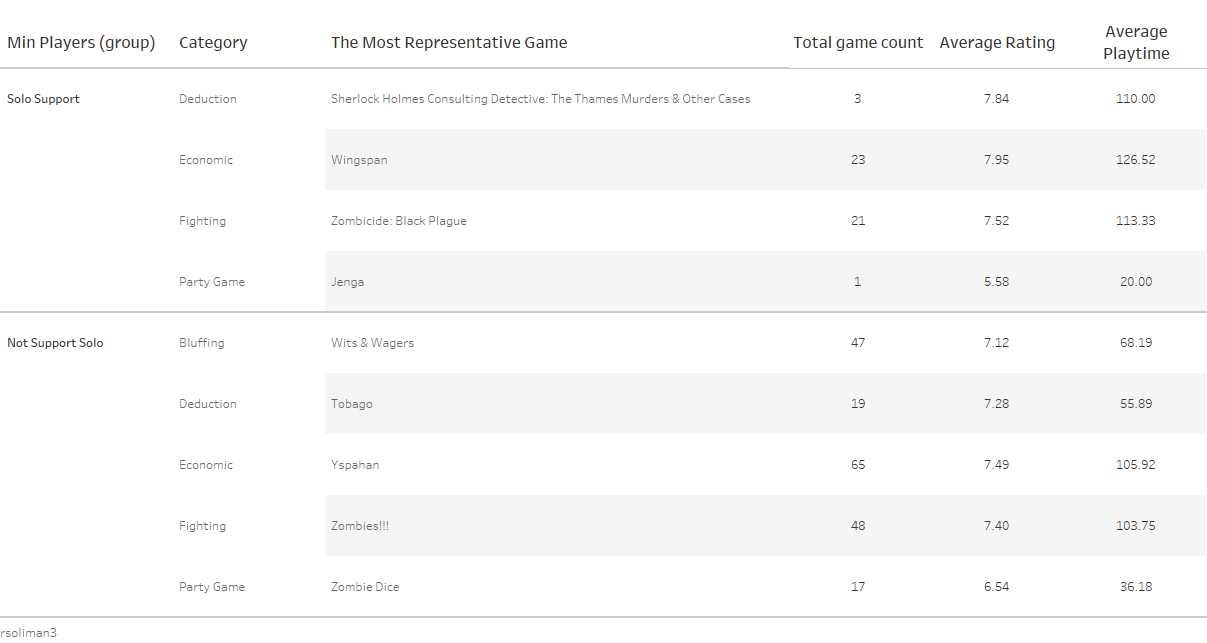 Min Players (group) Category The Most Representative Game Total game count Average Rating Average Playtime
Solo Support Deduction Sherlock Holmes Consulting Detective: The Thames Murders & Other Cases 3 7.84 110.00
Economic Wingspan 23 7.95 126.52
Fighting Zombicide: Black Plague 21 7.52 113.33
Party Game Jenga 1 5.58 20.00
Not Support Solo Bluffing Wits & Wagers 47 7.12 68.19
Deduction Tobago 19 7.28 55.89
Economic Yspahan 65 7.49 105.92
Fighting Zombies!!! 48 7.40 103.75
Party Game Zombie Dice 17 6.54 36.18
rsoliman3